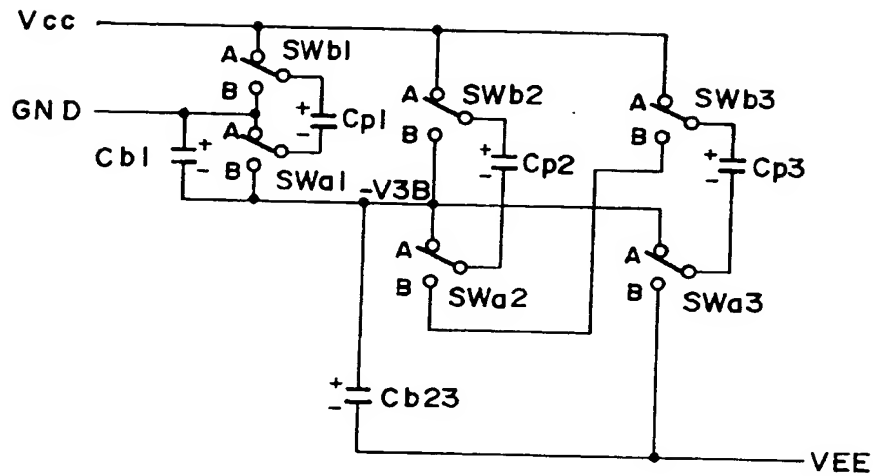 Vcc
A SWb1
B
GND
+ - Cp1
A
B SWa1
Cb1 + -
A SWb2
B
+ - Cp2
A SWb3
B
+ - Cp3
-V3B
A
B SWa2
A
B SWa3
+ - Cb23
VEE